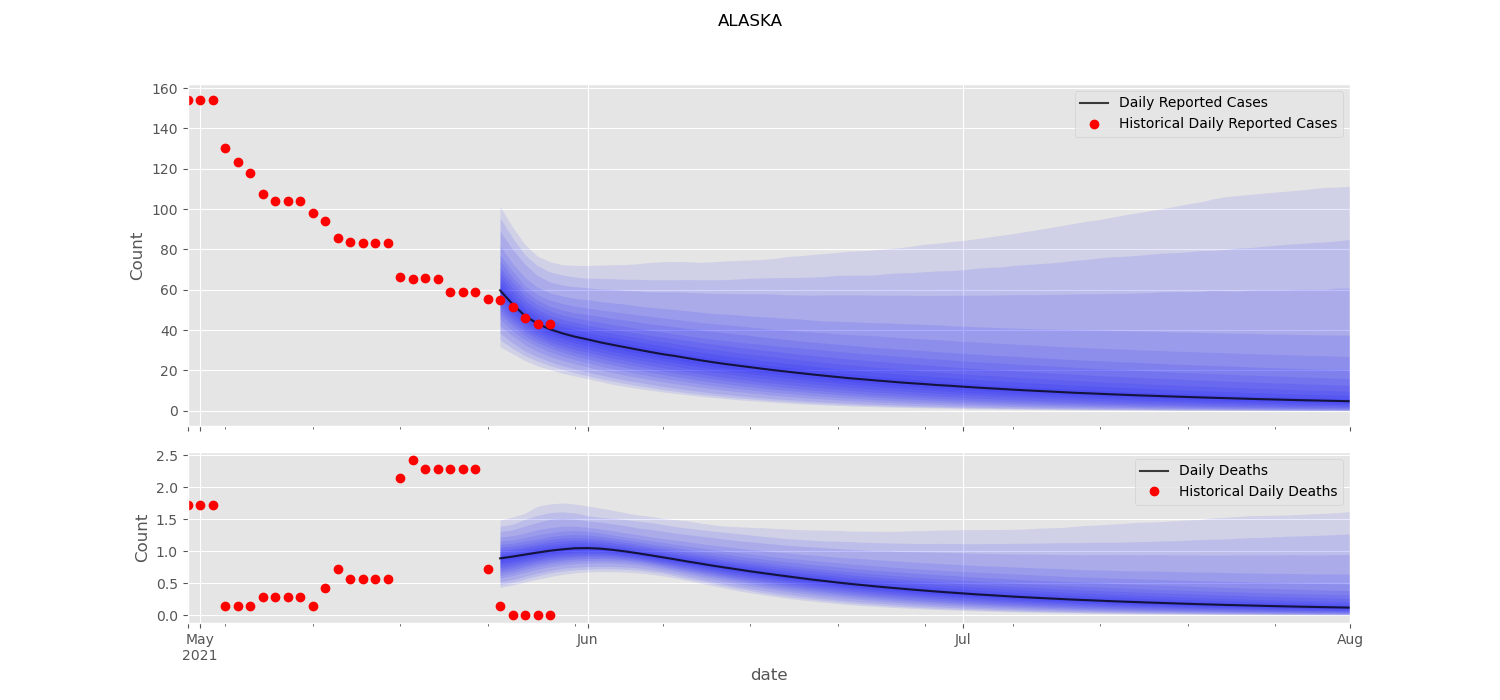 ALASKA
160
140
120
100
80
60
40
20
0
Count
Daily Reported Cases
Historical Daily Reported Cases
2.5
2.0
1.5
1.0
0.5
0.0
Count
Daily Deaths
Historical Daily Deaths
May Jun Jul Aug
2021
date